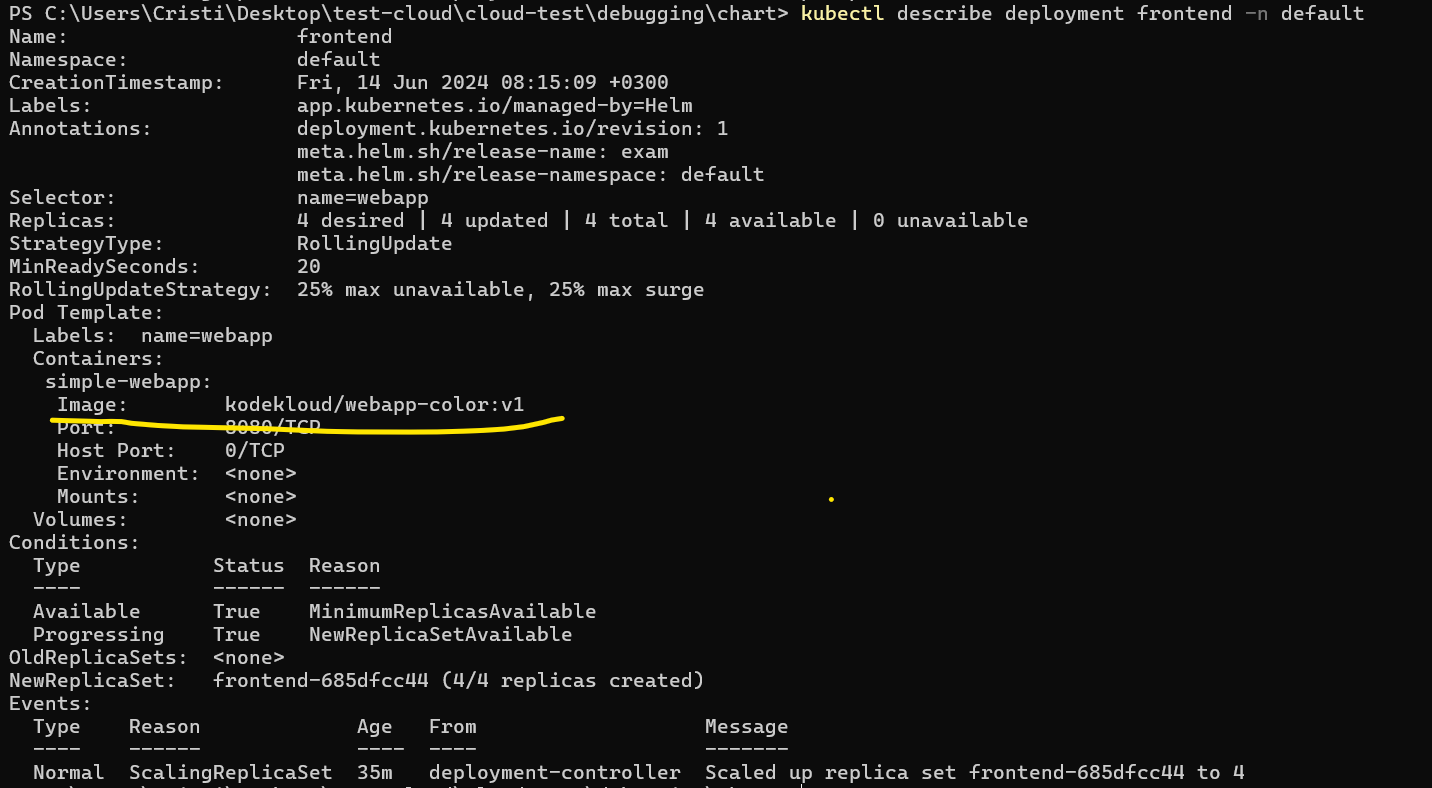 PS C:\Users\Cristi\Desktop\test-cloud\cloud-test\debugging\chart> kubectl describe deployment frontend -n default
Name:                   frontend
Namespace:              default
CreationTimestamp:      Fri, 14 Jun 2024 08:15:09 +0300
Labels:                 app.kubernetes.io/managed-by=Helm
Annotations:            deployment.kubernetes.io/revision: 1
                        meta.helm.sh/release-name: exam
                        meta.helm.sh/release-namespace: default
Selector:               name=webapp
Replicas:               4 desired | 4 updated | 4 total | 4 available | 0 unavailable
StrategyType:           RollingUpdate
MinReadySeconds:        20
RollingUpdateStrategy:  25% max unavailable, 25% max surge
Pod Template:
  Labels:  name=webapp
  Containers:
   simple-webapp:
    Image:        kodekloud/webapp-color:v1
    Port:         8080/TCP
    Host Port:    0/TCP
    Environment:  <none>
    Mounts:       <none>
  Volumes:        <none>
Conditions:
  Type           Status  Reason
  ----           ------  ------
  Available      True    MinimumReplicasAvailable
  Progressing    True    NewReplicaSetAvailable
OldReplicaSets:  <none>
NewReplicaSet:   frontend-685dfcc44 (4/4 replicas created)
Events:
  Type    Reason             Age   From                   Message
  ----    ------             ----  ----                   -------
  Normal  ScalingReplicaSet  35m   deployment-controller  Scaled up replica set frontend-685dfcc44 to 4